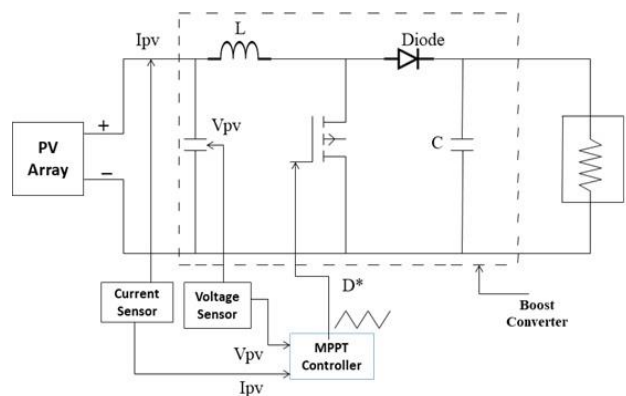 Ipv
L
Diode
+
PV
Array
−
Vpv
C
D*
Current
Sensor
Voltage
Sensor
Boost
Converter
MPPT
Controller
Vpv
Ipv